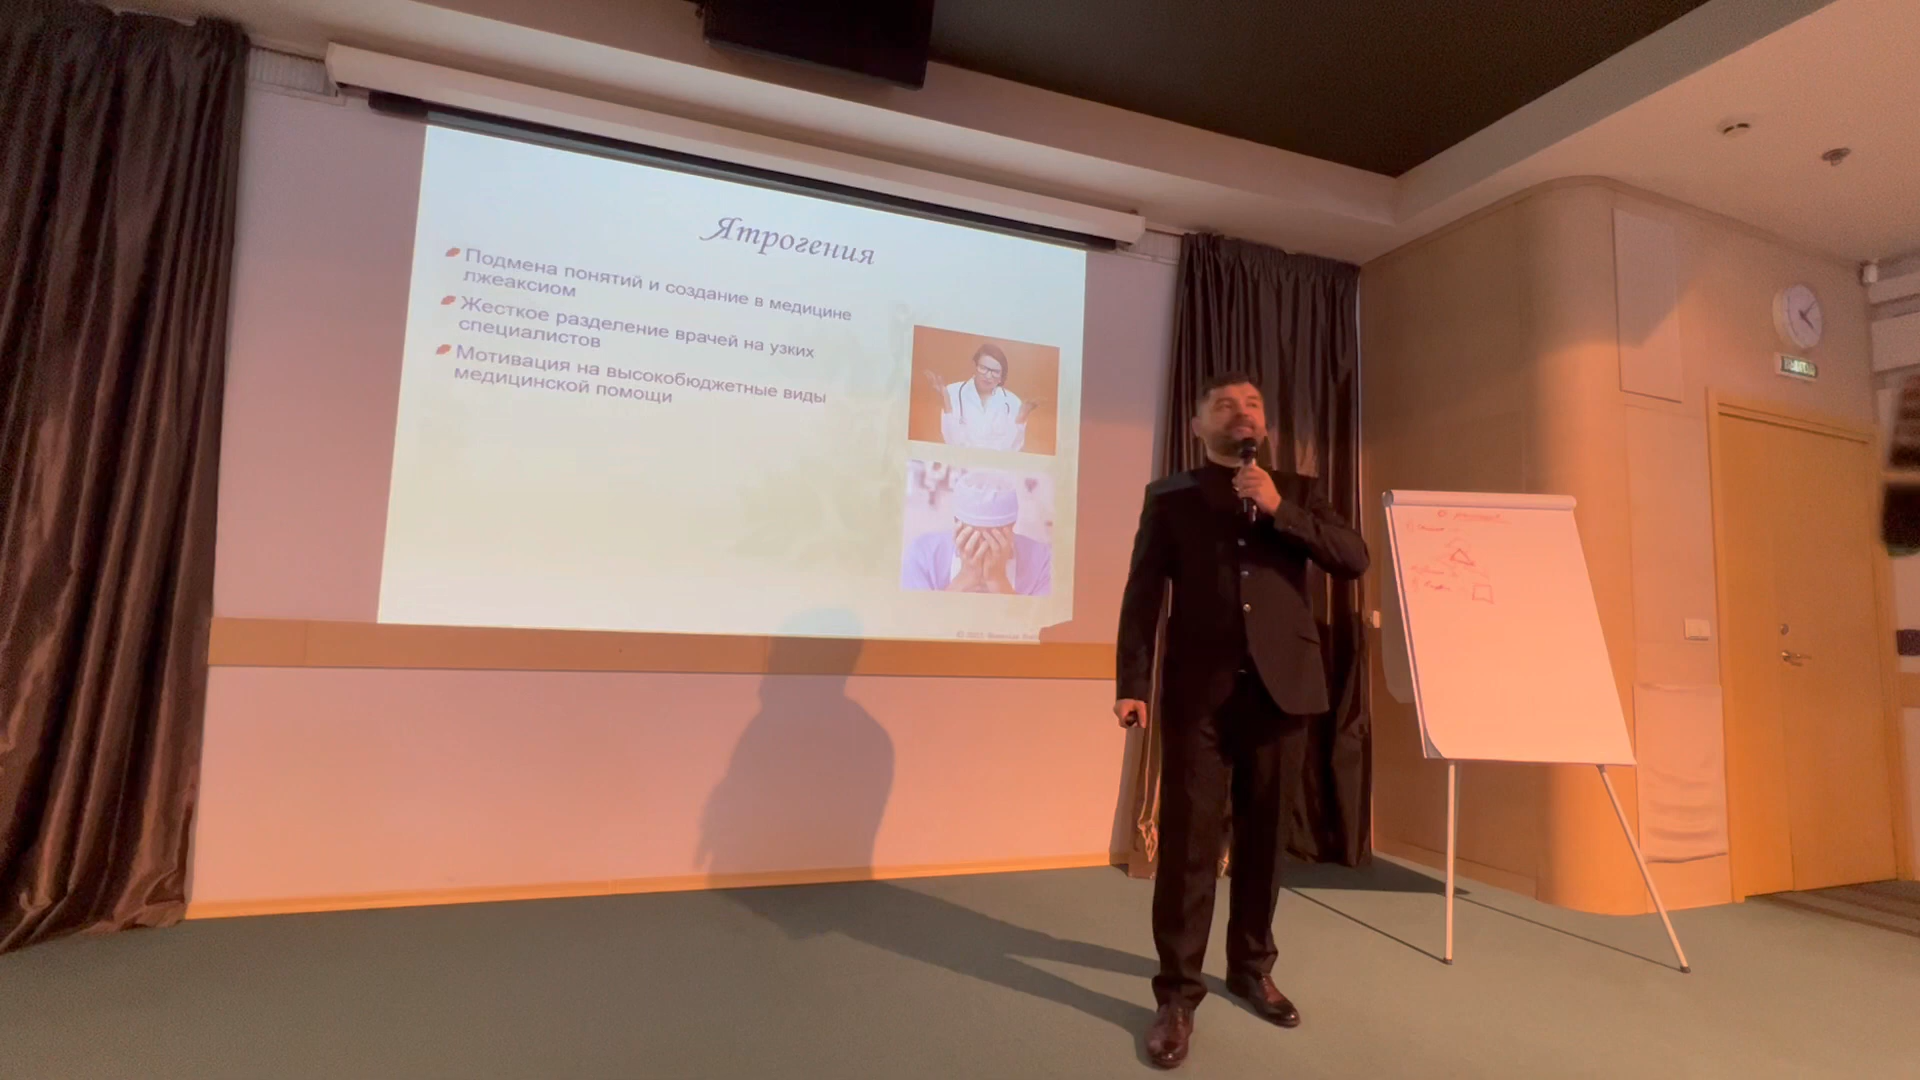 Ятрогения
Подмена понятий и создание в медицине
лжеаксиом
Жесткое разделение врачей на узких
специалистов
Мотивация на высокобюджетные виды
медицинской помощи